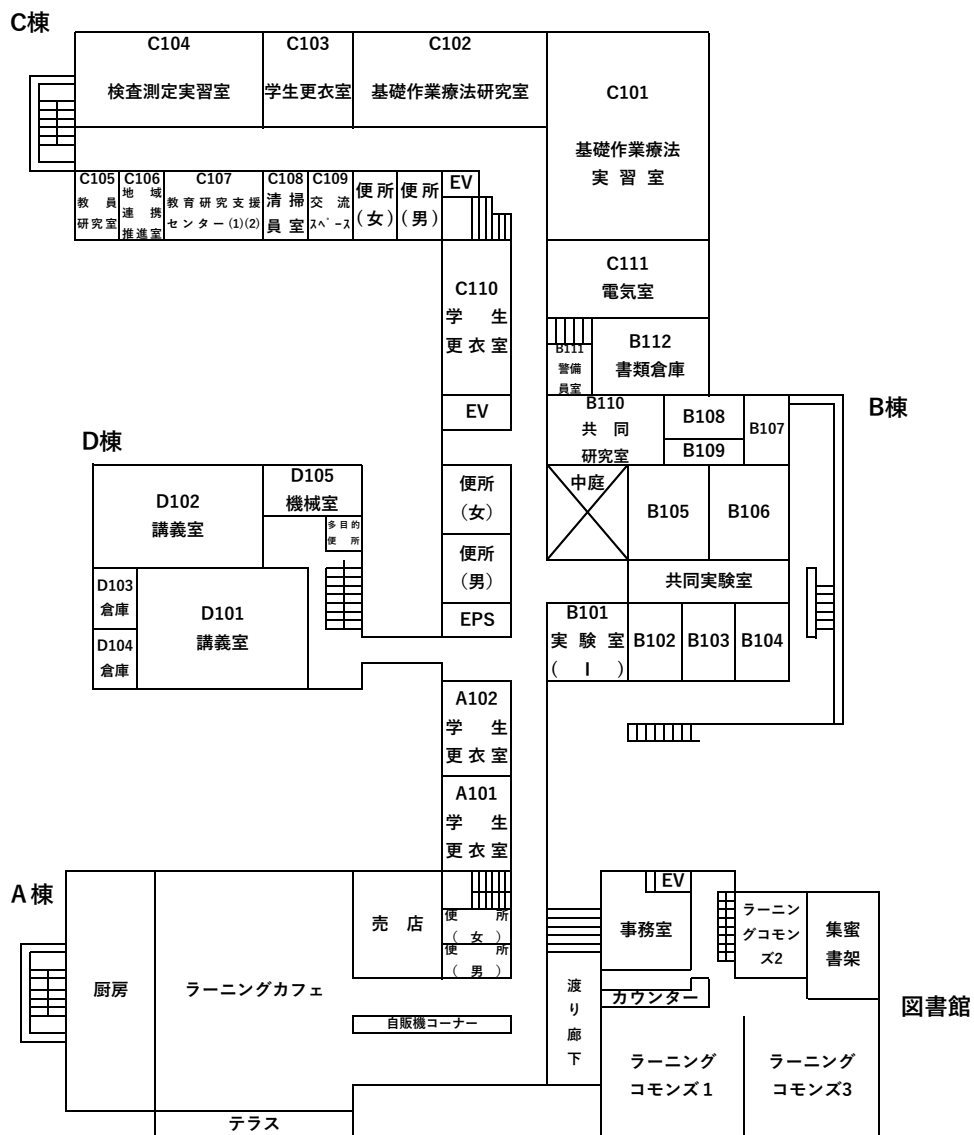 C棟
C104
検査測定実習室
C103
学生更衣室
C102
基礎作業療法研究室
C101
基礎作業療法
実習室
C105
教員
研究室
C106
地域
連携
推進室
C107
教育研究支援
センター(1)(2)
C108
清掃
員室
C109
交流
ｽﾍﾟｰｽ
便所
(女)
便所
(男)
EV
C110
学生
更衣室
EV
C111
電気室
B111
警備
員室
B112
書類倉庫
B棟
B110
共同
研究室
B108
B109
B107
中庭
B105
B106
共同実験室
B101
実験室
(I)
B102
B103
B104
D棟
D102
講義室
D105
機械室
多目的
便所
D103
倉庫
D104
倉庫
D101
講義室
便所
(女)
便所
(男)
EPS
A102
学生
更衣室
A101
学生
更衣室
A棟
厨房
ラーニングカフェ
売店
便所
(女)
便所
(男)
自販機コーナー
テラス
渡り廊下
EV
事務室
カウンター
ラーニン
グコモン
ズ2
集蜜
書架
図書館
ラーニング
コモンズ１
ラーニング
コモンズ3